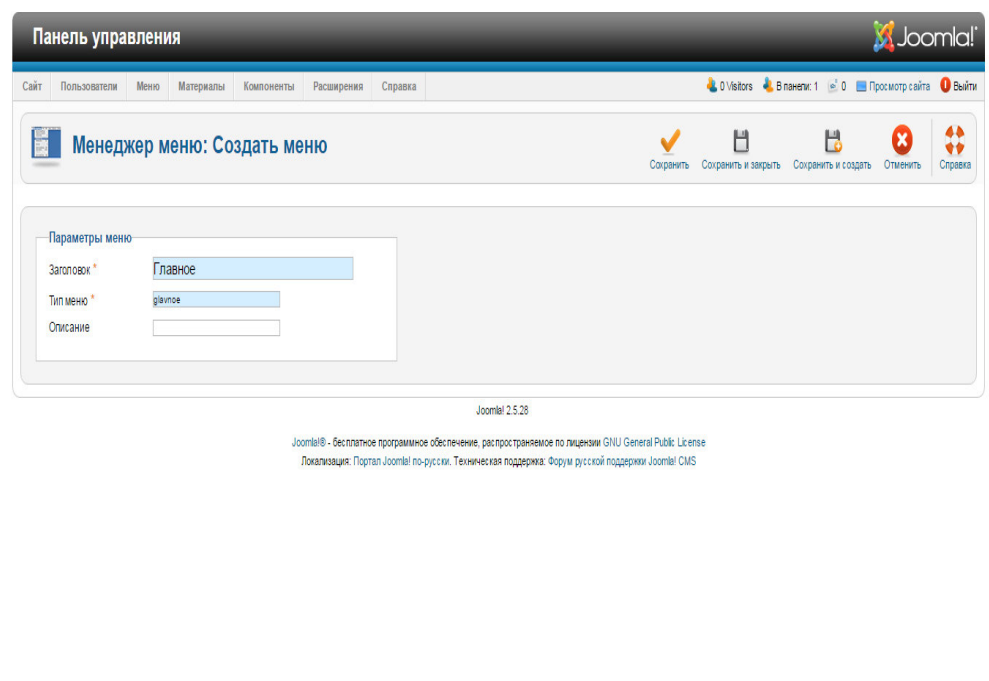 Панель управления
Joomla!
Сайт Пользователи Меню Материалы Компоненты Расширения Справка 0 Visitors В панели: 1 0 Просмотр сайта Выйти
Менеджер меню: Создать меню
Сохранить Сохранить и закрыть Сохранить и создать Отменить Справка
Параметры меню
Заголовок * Главное
Тип меню * glavnoe
Описание
Joomla! 2.5.28
Joomla!® - бесплатное программное обеспечение, распространяемое по лицензии GNU General Public License
Локализация: Портал Joomla! по-русски. Техническая поддержка: Форум русской поддержки Joomla! CMS